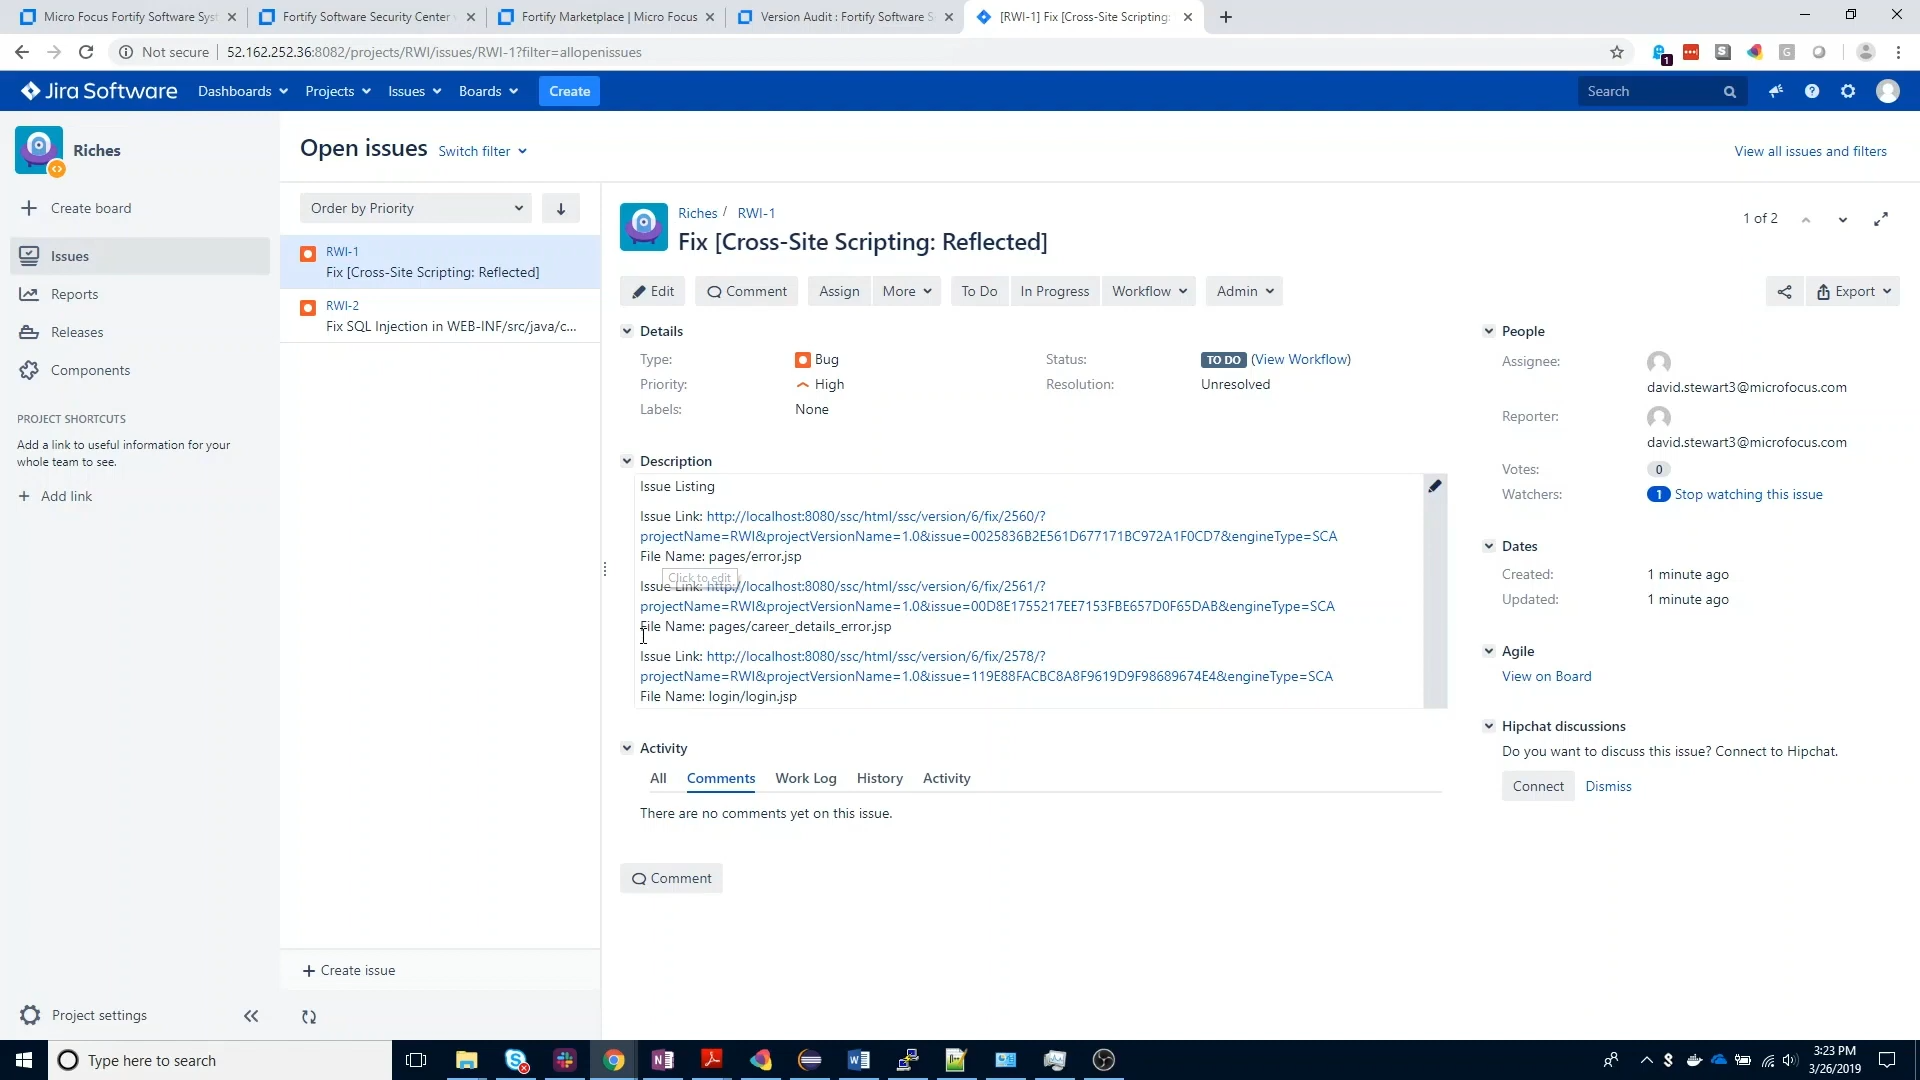 Micro Focus Fortify Software Sys
Fortify Software Security Center
Fortify Marketplace | Micro Focus
Version Audit : Fortify Software S
[RWI-1] Fix [Cross-Site Scripting:
Not secure
52.162.252.36:8082/projects/RWI/issues/RWI-1?filter=allopenissues
1
Jira Software
Dashboards
Projects
Issues
Boards
Create
Search
Riches
Create board
Issues
Reports
Releases
Components
PROJECT SHORTCUTS
Add a link to useful information for your
whole team to see.
Add link
Project settings
Open issues
Switch filter
View all issues and filters
Order by Priority
RWI-1
Fix [Cross-Site Scripting: Reflected]
RWI-2
Fix SQL Injection in WEB-INF/src/java/c...
Create issue
Riches / RWI-1
Fix [Cross-Site Scripting: Reflected]
1 of 2
Edit
Comment
Assign
More
To Do
In Progress
Workflow
Admin
Export
Details
Type:
Bug
Status:
TO DO (View Workflow)
Priority:
High
Resolution:
Unresolved
Labels:
None
Description
Issue Listing
Issue Link: http://localhost:8080/ssc/html/ssc/version/6/fix/2560/?
projectName=RWI&projectVersionName=1.0&issue=0025836B2E561D677171BC972A1F0CD7&engineType=SCA
File Name: pages/error.jsp
Click to edit
Issue Link: http://localhost:8080/ssc/html/ssc/version/6/fix/2561/?
projectName=RWI&projectVersionName=1.0&issue=00D8E1755217EE7153FBE657D0F65DAB&engineType=SCA
File Name: pages/career_details_error.jsp
Issue Link: http://localhost:8080/ssc/html/ssc/version/6/fix/2578/?
projectName=RWI&projectVersionName=1.0&issue=119E88FACBC8A8F9619D9F98689674E4&engineType=SCA
File Name: login/login.jsp
Activity
All
Comments
Work Log
History
Activity
There are no comments yet on this issue.
Comment
People
Assignee:
david.stewart3@microfocus.com
Reporter:
david.stewart3@microfocus.com
Votes:
0
Watchers:
1 Stop watching this issue
Dates
Created:
1 minute ago
Updated:
1 minute ago
Agile
View on Board
Hipchat discussions
Do you want to discuss this issue? Connect to Hipchat.
Connect
Dismiss
Type here to search
3:23 PM
3/26/2019